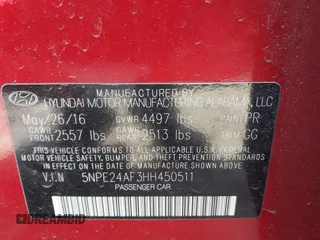 MANUFACTURED BY
HYUNDAI MOTOR MANUFACTURING ALABAMA, LLC
May/26/16 GVWR 4497 lbs PAINT PR
GAWR FRONT 2557 lbs GAWR REAR 2513 lbs TRIM GG
THIS VEHICLE CONFORMS TO ALL APPLICABLE FEDERAL MOTOR VEHICLE
SAFETY, BUMPER, AND THEFT PREVENTION STANDARDS
IN EFFECT ON THE DATE OF MANUFACTURE SHOWN ABOVE.
V.I.N 5NPE24AF3HH450511
PASSENGER CAR
DREAMBID